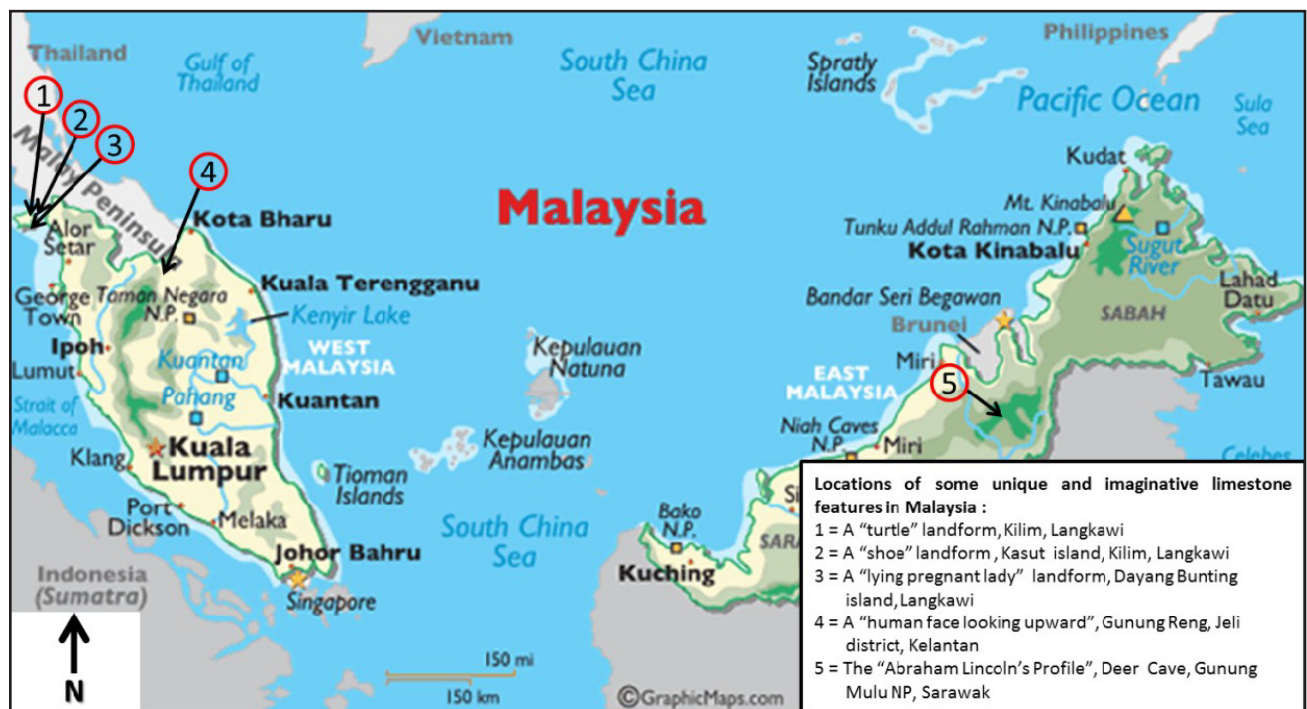 Thailand
Gulf of
Thailand
Vietnam
South China
Sea
Spratly
Islands
Philippines
Pacific Ocean
Sula
Sea
1
2
3
4
Malay Peninsula
Alor
Setar
Kota Bharu
Malaysia
Kudat
Mt. Kinabalu
Tunku Addul Rahman N.P.
Kota Kinabalu
Sugut
River
Lahad
Datu
SABAH
George
Town
Taman Negara
N.P.
Kuala Terengganu
Kenyir Lake
Bandar Seri Begawan
Brunei
Ipoh
Lumut
WEST
MALAYSIA
Kuantan
Kepulauan
Natuna
Miri
EAST
MALAYSIA
5
Tawau
Strait of
Malacca
Pahang
Kuantan
Kuala
Lumpur
Klang
Kepulauan
Anambas
Tioman
Islands
Niah Caves
N.P.
Miri
Celebes
Port
Dickson
Melaka
Johor Bahru
Singapore
South China
Sea
Bako
N.P.
Kuching
Si
SARA
Indonesia
(Sumatra)
N
150 mi
150 km
©GraphicMaps.com
Locations of some unique and imaginative limestone
features in Malaysia :
1 = A “turtle” landform, Kilim, Langkawi
2 = A “shoe” landform , Kasut island, Kilim, Langkawi
3 = A “lying pregnant lady” landform, Dayang Bunting
island, Langkawi
4 = A “human face looking upward”, Gunung Reng, Jeli
district, Kelantan
5 = The “Abraham Lincoln’s Profile”, Deer Cave, Gunung
Mulu NP, Sarawak